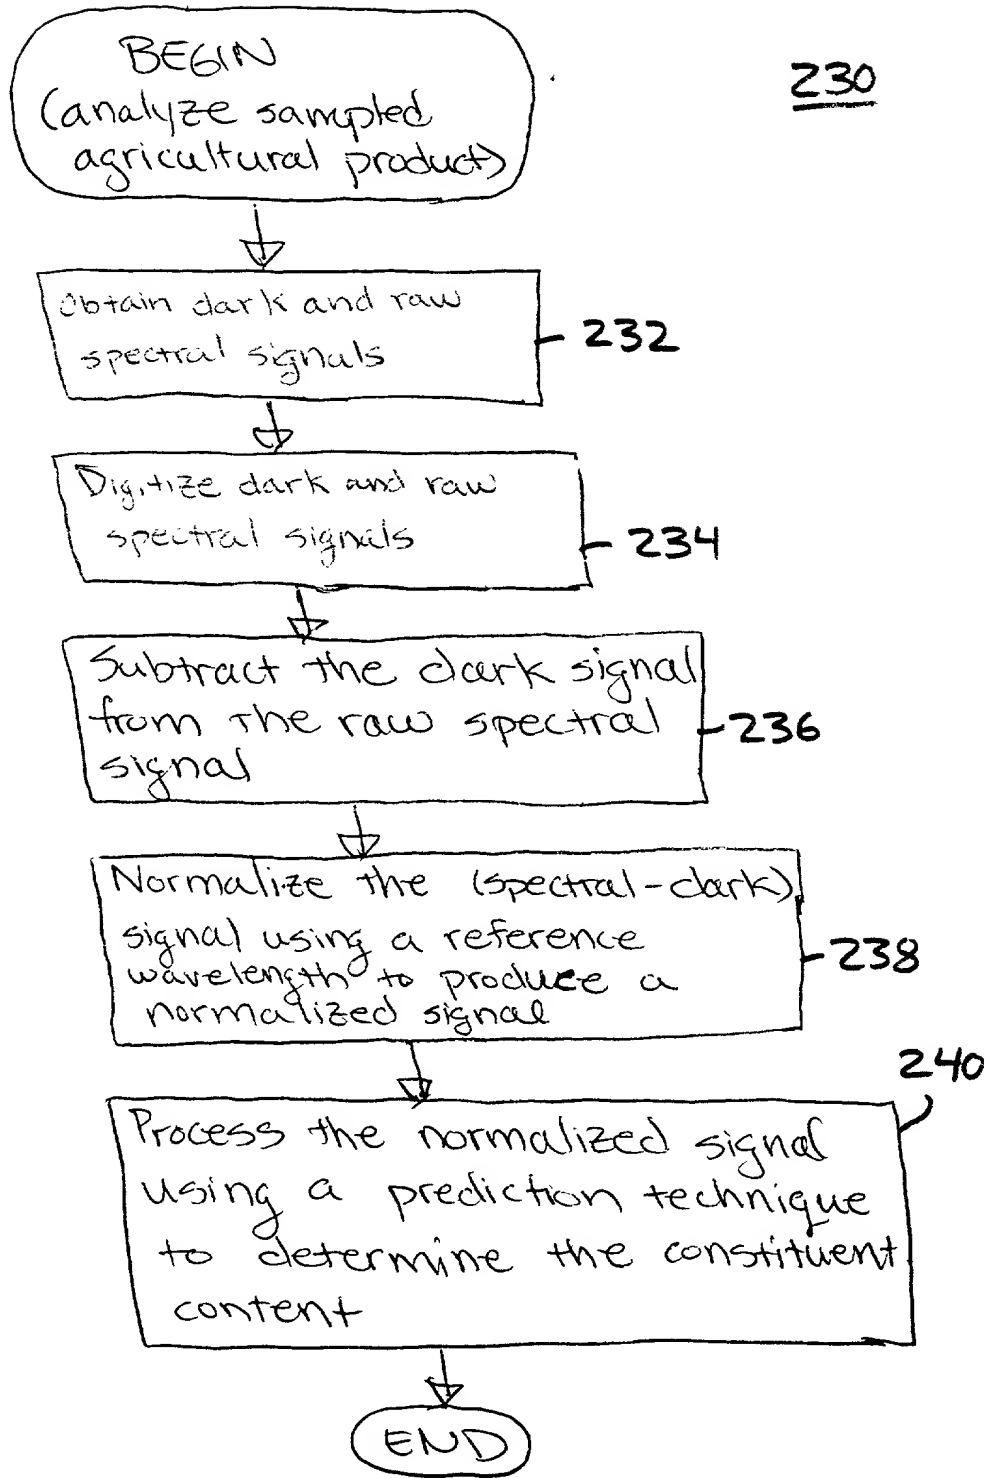 BEGIN
230
(analyze sampled
agricultural product)
Obtain dark and raw
spectral signals
232
Digitize dark and raw
spectral signals
234
Subtract the dark signal
from the raw spectral
signal
236
Normalize the (spectral-dark)
signal using a reference
wavelength to produce a
normalized signal
238
240
Process the normalized signal
using a prediction technique
to determine the constituent
content
END